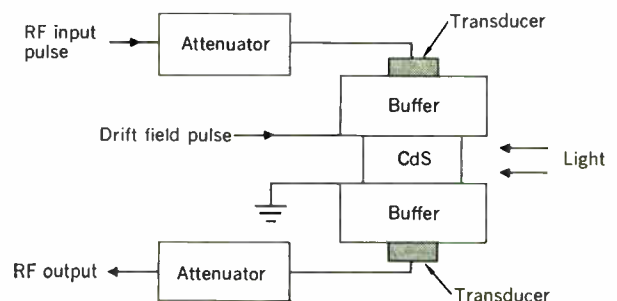 RF input
pulse
Attenuator
Transducer
Buffer
Drift field pulse
CdS
Light
Buffer
RF output
Attenuator
Transducer